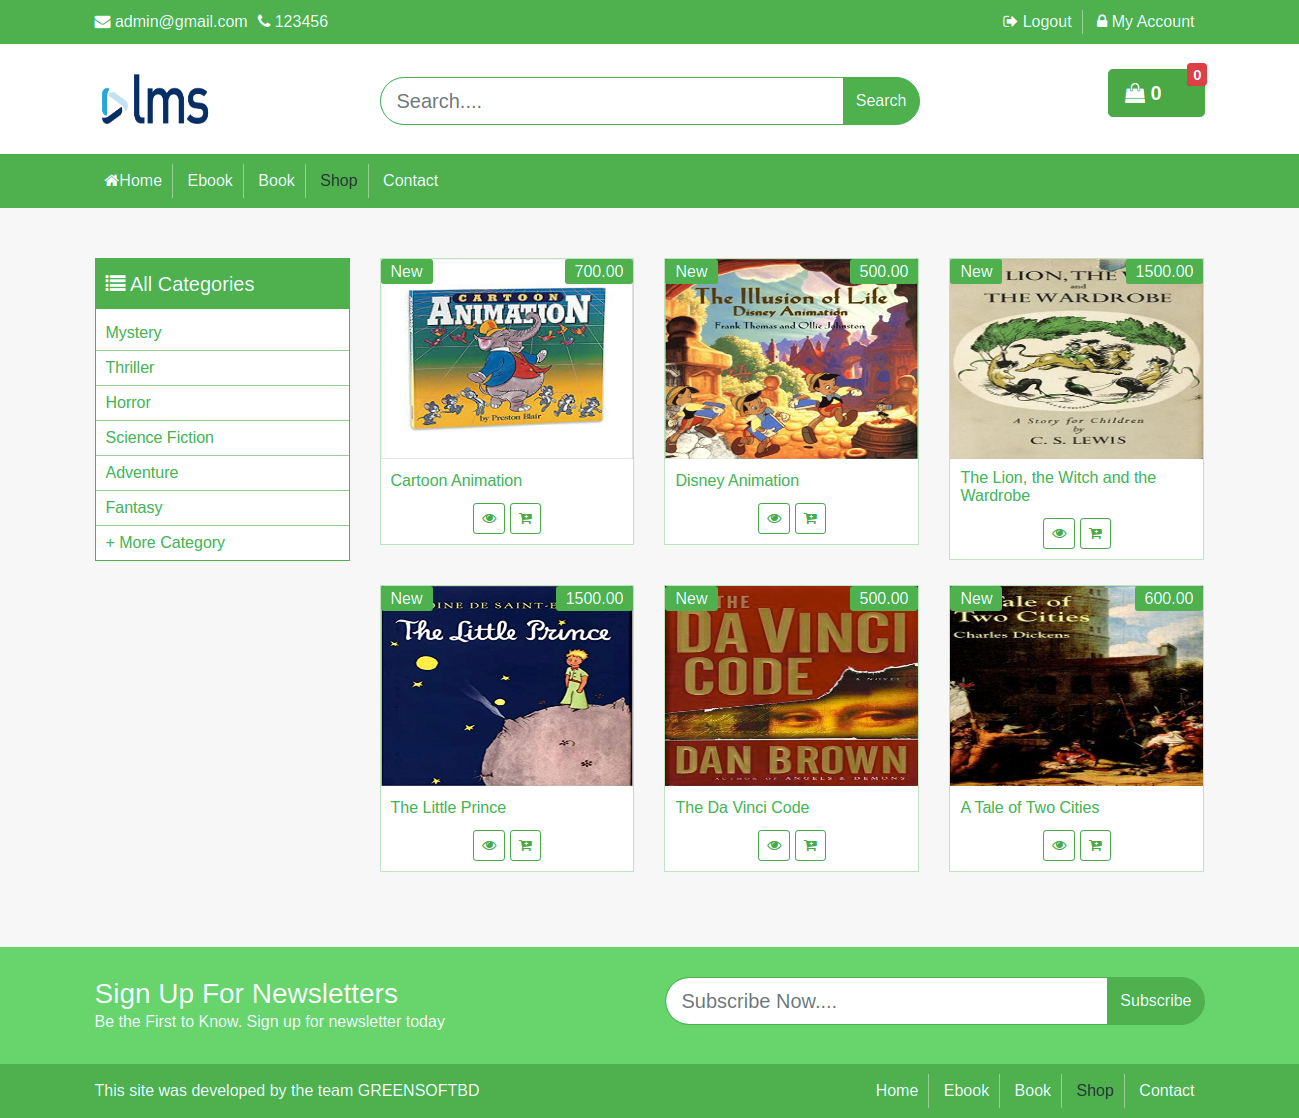 admin@gmail.com 123456 Logout My Account
lms
Search.... Search
0 0
Home Ebook Book Shop Contact
All Categories
Mystery
Thriller
Horror
Science Fiction
Adventure
Fantasy
+ More Category
New 700.00
CARTOON
ANIMATION
by Preston Blair
Cartoon Animation
New 500.00
The Illusion of Life
Disney Animation
Frank Thomas and Ollie Johnston
Disney Animation
New 1500.00
LION, THE W
and
THE WARDROBE
A Story for Children
by
C. S. LEWIS
The Lion, the Witch and the
Wardrobe
New 1500.00
OINE DE SAINT-E
The Little Prince
The Little Prince
New 500.00
THE
DA VINCI
CODE
A NOVEL
DAN BROWN
AUTHOR OF ANGELS & DEMONS
The Da Vinci Code
New 600.00
Tale of
Two Cities
Charles Dickens
A Tale of Two Cities
Sign Up For Newsletters
Be the First to Know. Sign up for newsletter today
Subscribe Now.... Subscribe
This site was developed by the team GREENSOFTBD
Home Ebook Book Shop Contact